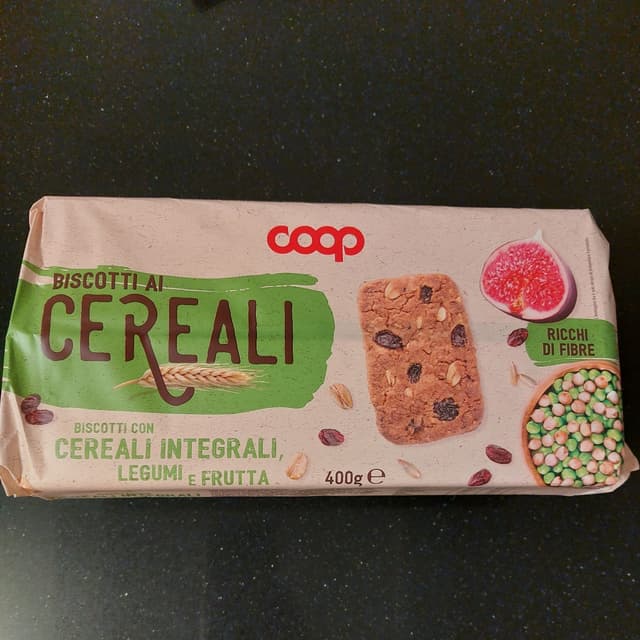 coop
BISCOTTI AI
CEREALI
BISCOTTI CON
CEREALI INTEGRALI,
LEGUMI E FRUTTA
400g ℮
RICCHI
DI FIBRE